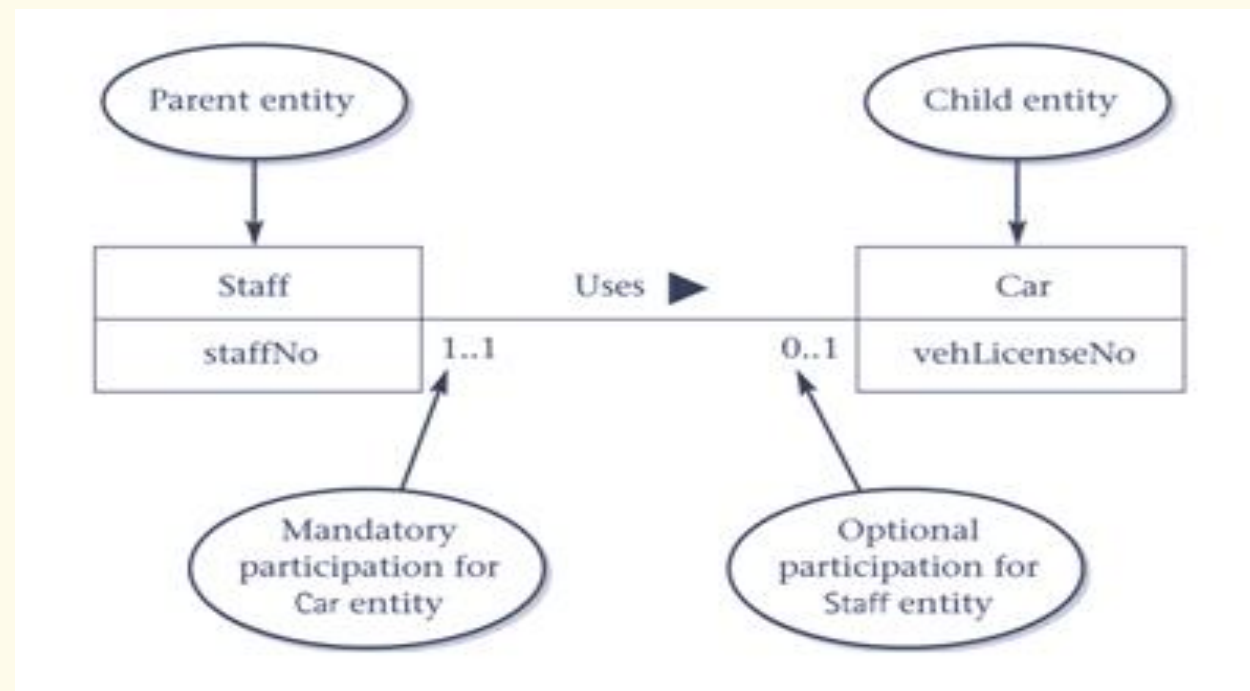 Parent entity
Child entity
Staff
Uses
Car
staffNo
1..1
0..1
vehLicenseNo
Mandatory
participation for
Car entity
Optional
participation for
Staff entity